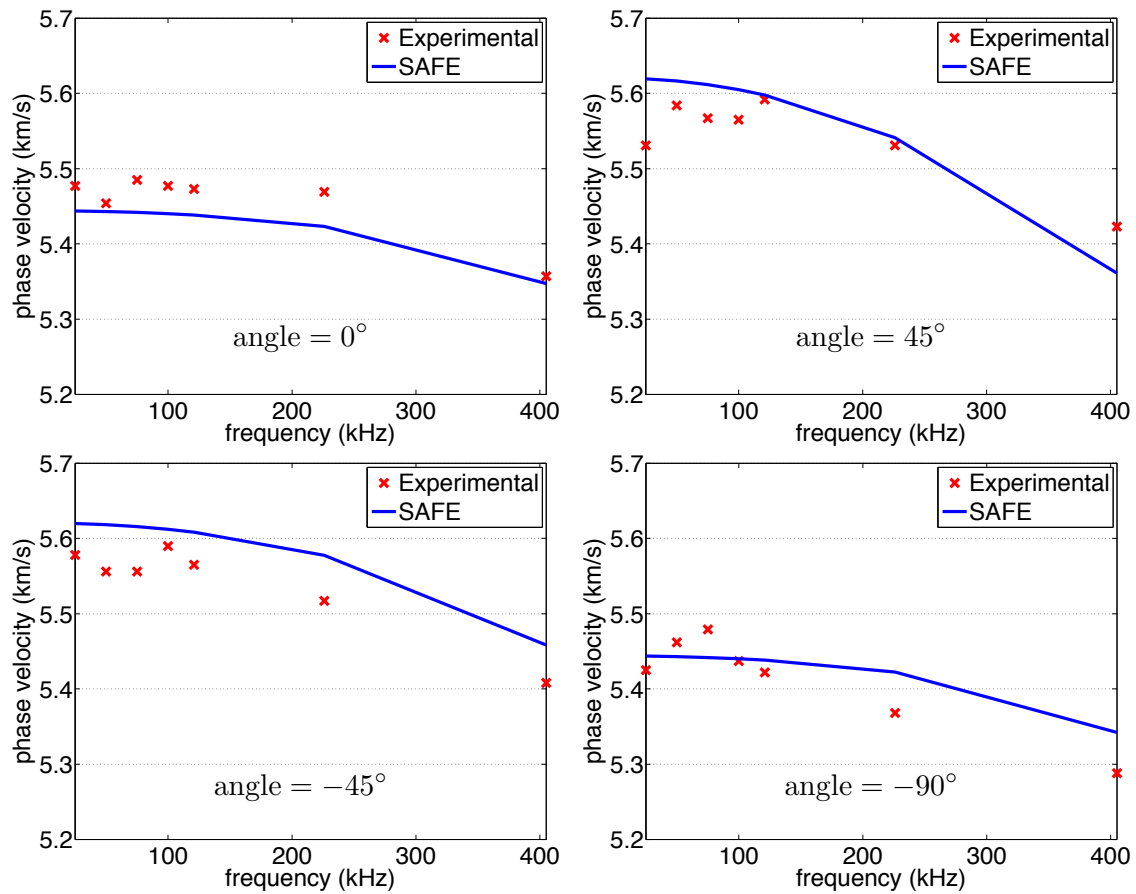 5.7
5.6
5.5
5.4
5.3
5.2
phase velocity (km/s)
Experimental
SAFE
angle = 0°
100
200
300
400
frequency (kHz)
5.7
5.6
5.5
5.4
5.3
5.2
phase velocity (km/s)
Experimental
SAFE
angle = 45°
100
200
300
400
frequency (kHz)
5.7
5.6
5.5
5.4
5.3
5.2
phase velocity (km/s)
Experimental
SAFE
angle = −45°
100
200
300
400
frequency (kHz)
5.7
5.6
5.5
5.4
5.3
5.2
phase velocity (km/s)
Experimental
SAFE
angle = −90°
100
200
300
400
frequency (kHz)